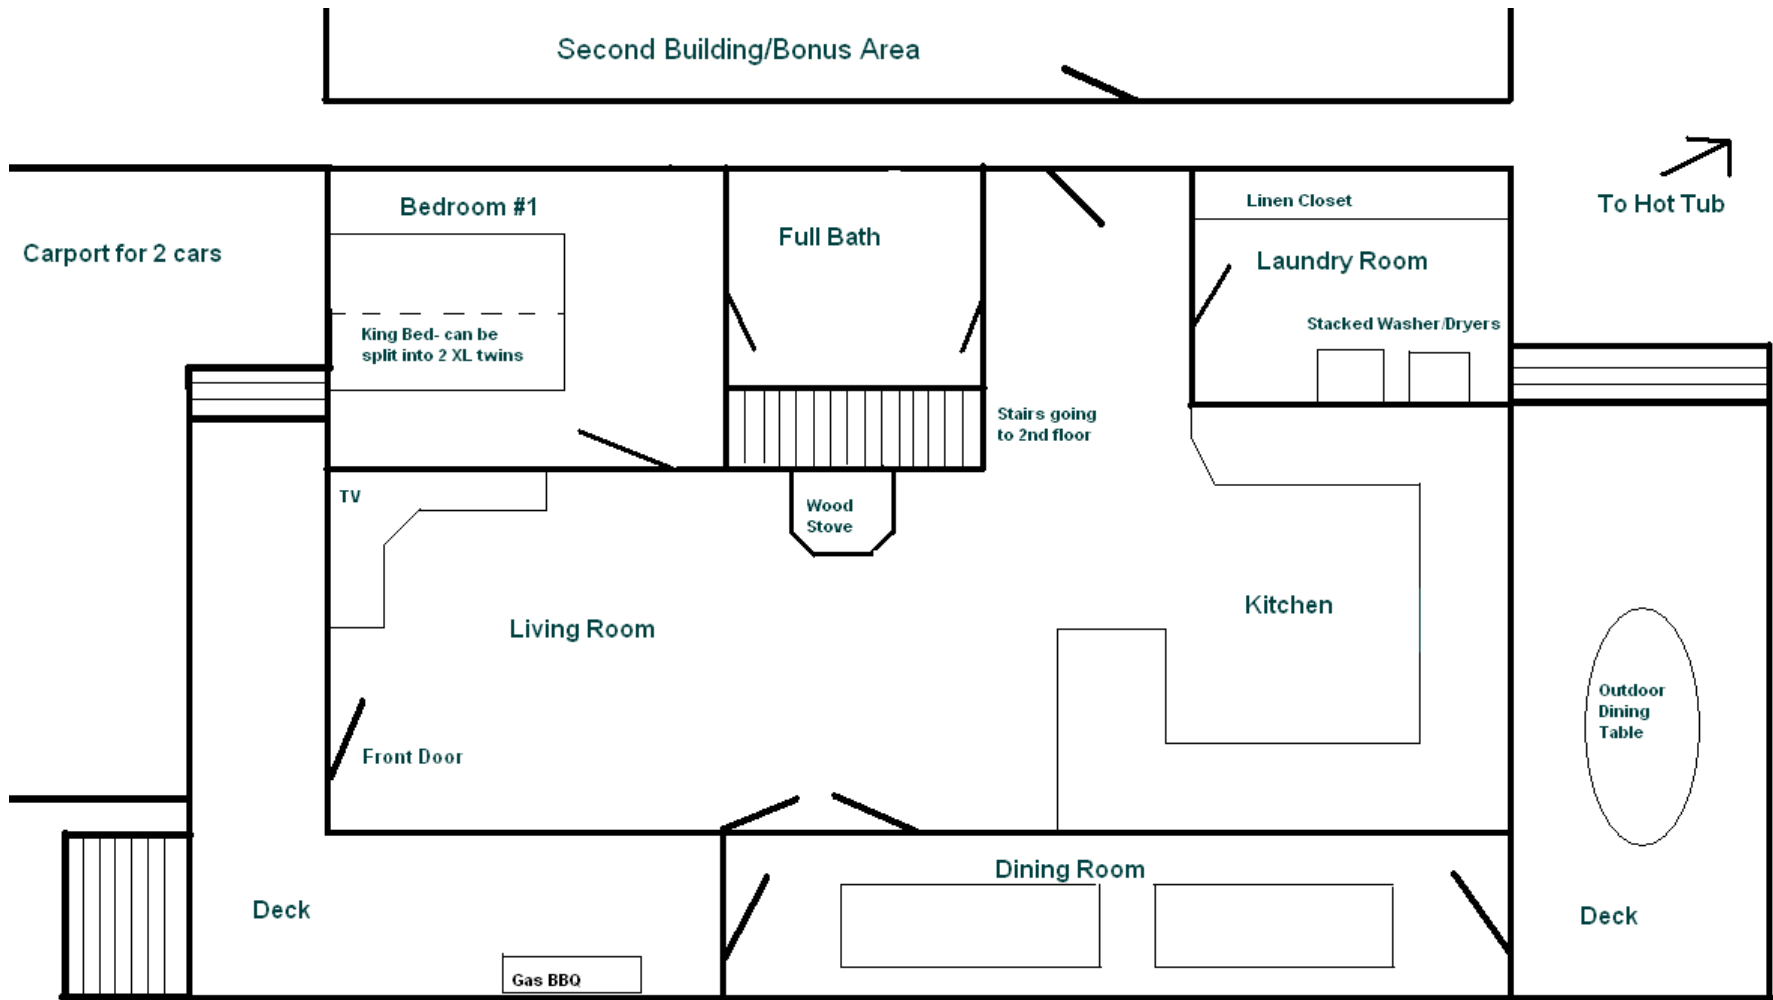 Second Building/Bonus Area
To Hot Tub
Carport for 2 cars
Bedroom #1
King Bed- can be
split into 2 XL twins
Full Bath
Linen Closet
Laundry Room
Stacked Washer/Dryers
Stairs going
to 2nd floor
TV
Wood
Stove
Living Room
Kitchen
Front Door
Outdoor
Dining
Table
Dining Room
Deck
Gas BBQ
Deck